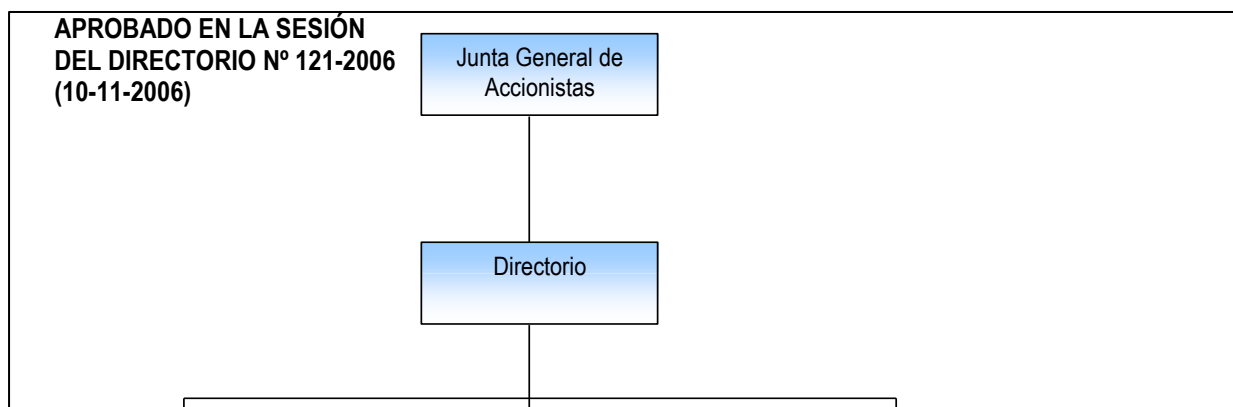 APROBADO EN LA SESIÓN
DEL DIRECTORIO Nº 121-2006
(10-11-2006)
Junta General de
Accionistas
Directorio